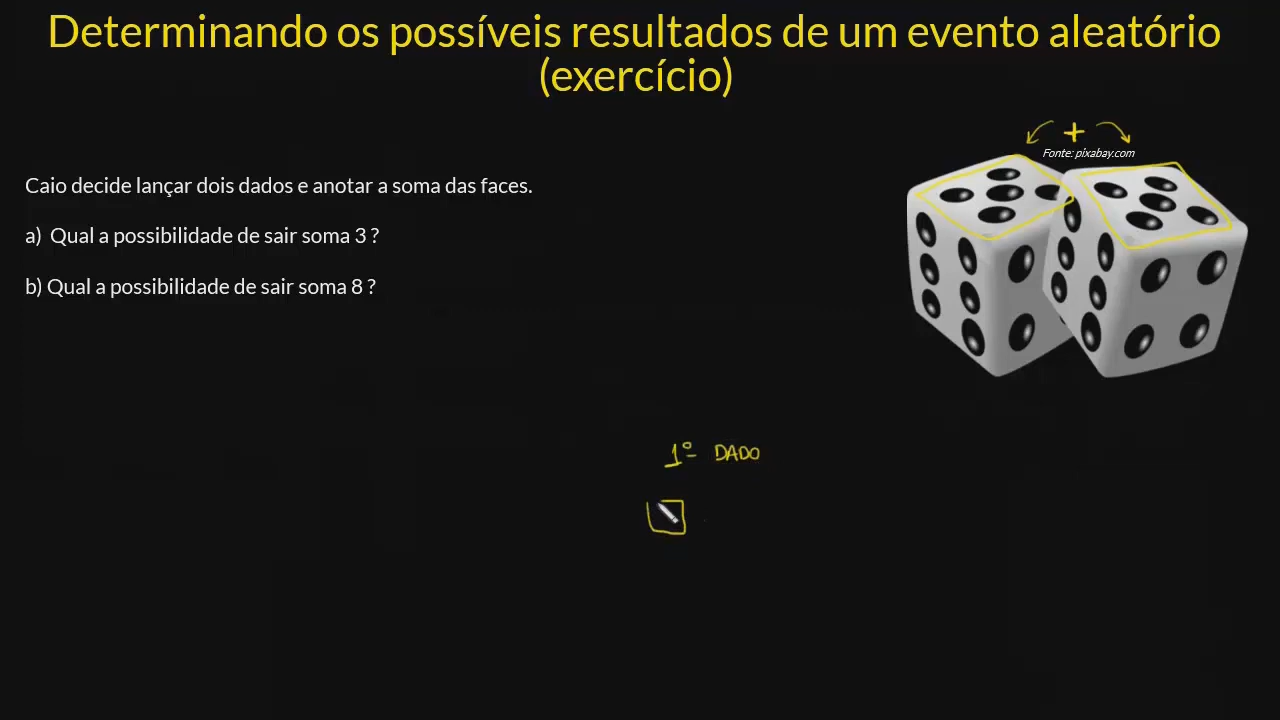 Determinando os possíveis resultados de um evento aleatório
(exercício)
+
Fonte: pixabay.com
Caio decide lançar dois dados e anotar a soma das faces.
a) Qual a possibilidade de sair soma 3 ?
b) Qual a possibilidade de sair soma 8 ?
1º DADO